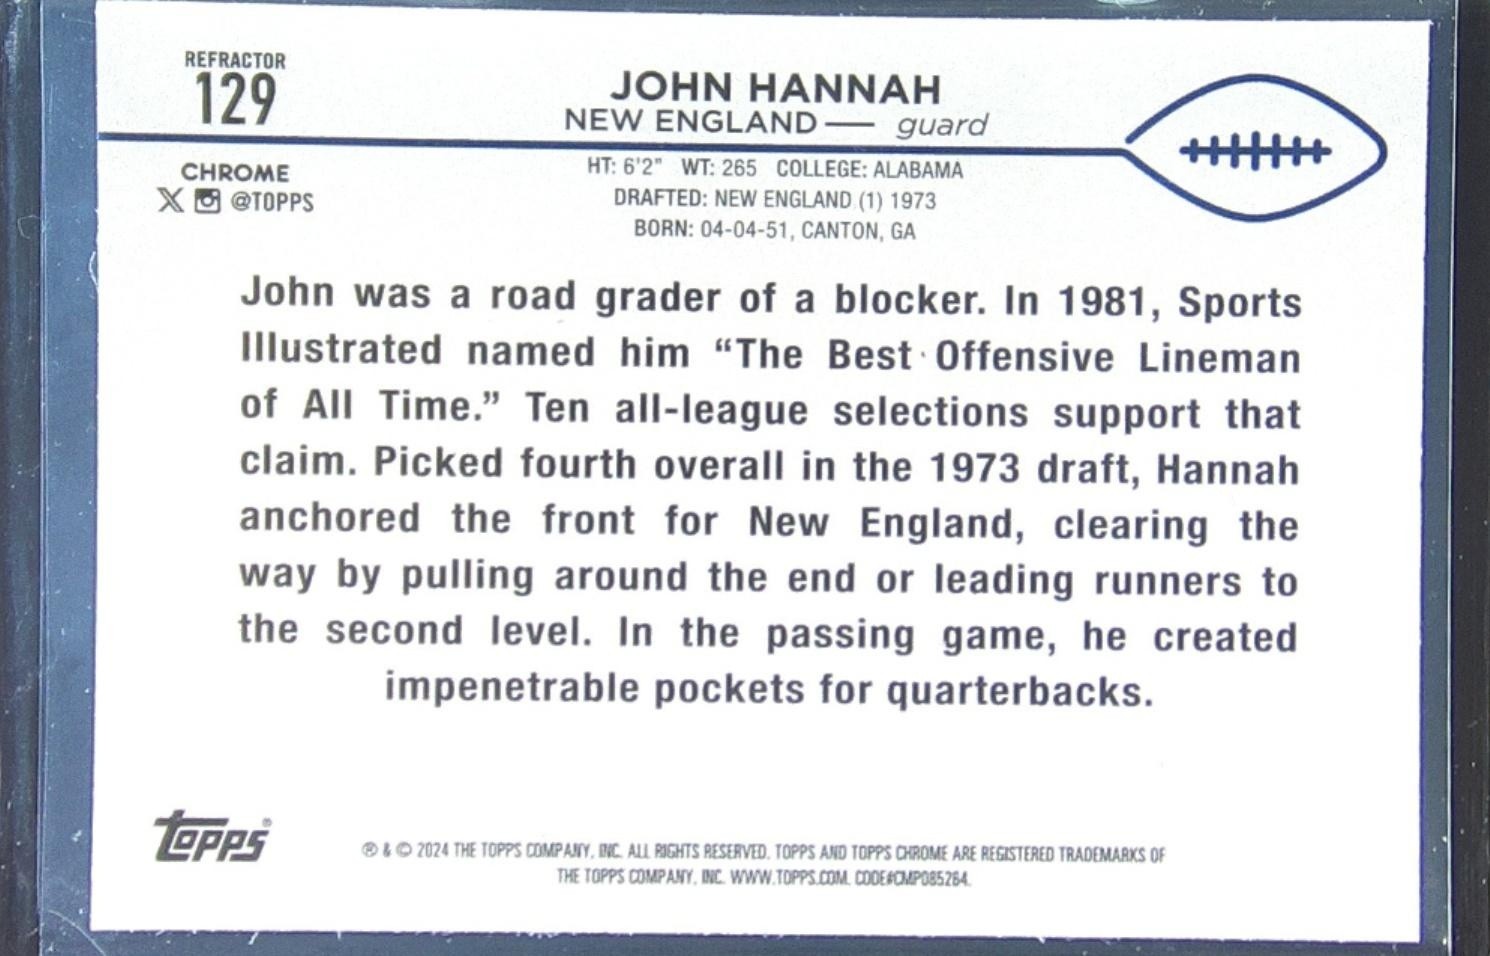 REFRACTOR
129
JOHN HANNAH
NEW ENGLAND — guard
CHROME
X @TOPPS
HT: 6'2" WT: 265 COLLEGE: ALABAMA
DRAFTED: NEW ENGLAND (1) 1973
BORN: 04-04-51, CANTON, GA
John was a road grader of a blocker. In 1981, Sports
Illustrated named him “The Best Offensive Lineman
of All Time.” Ten all-league selections support that
claim. Picked fourth overall in the 1973 draft, Hannah
anchored the front for New England, clearing the
way by pulling around the end or leading runners to
the second level. In the passing game, he created
impenetrable pockets for quarterbacks.
Topps®
® & © 2024 THE TOPPS COMPANY, INC. ALL RIGHTS RESERVED. TOPPS AND TOPPS CHROME ARE REGISTERED TRADEMARKS OF
THE TOPPS COMPANY, INC. WWW.TOPPS.COM. CODE#CMP085264.